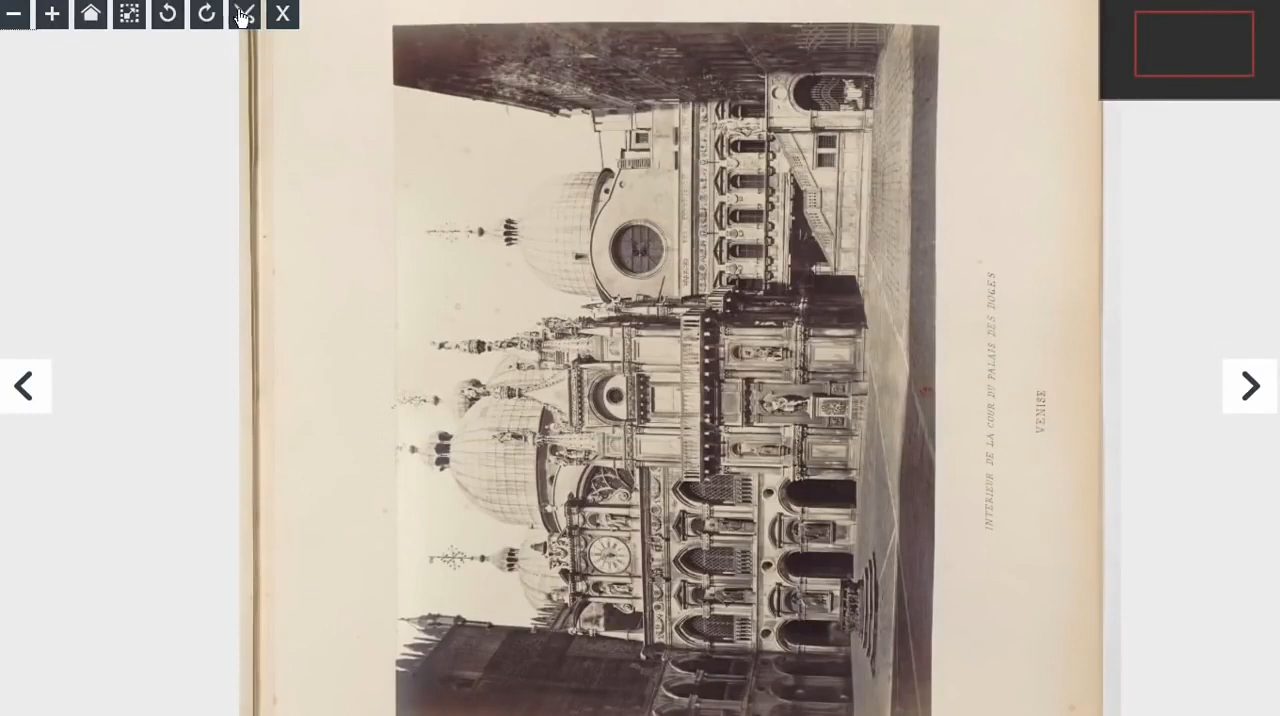 INTERIEUR DE LA COUR DU PALAIS DES DOGES
VENISE